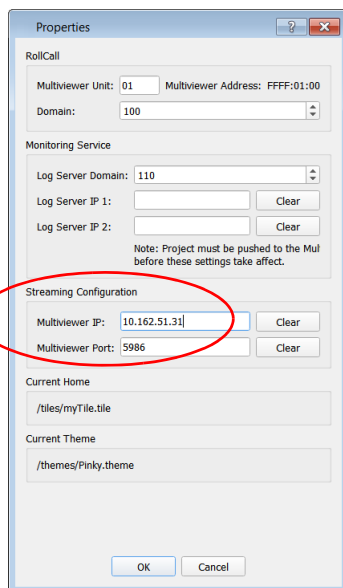 Properties
RollCall
Multiviewer Unit: 01 Multiviewer Address: FFFF:01:00
Domain: 100
Monitoring Service
Log Server Domain: 110
Log Server IP 1: Clear
Log Server IP 2: Clear
Note: Project must be pushed to the Mul
before these settings take affect.
Streaming Configuration
Multiviewer IP: 10.162.51.31 Clear
Multiviewer Port: 5986 Clear
Current Home
/tiles/myTile.tile
Current Theme
/themes/Pinky.theme
OK Cancel